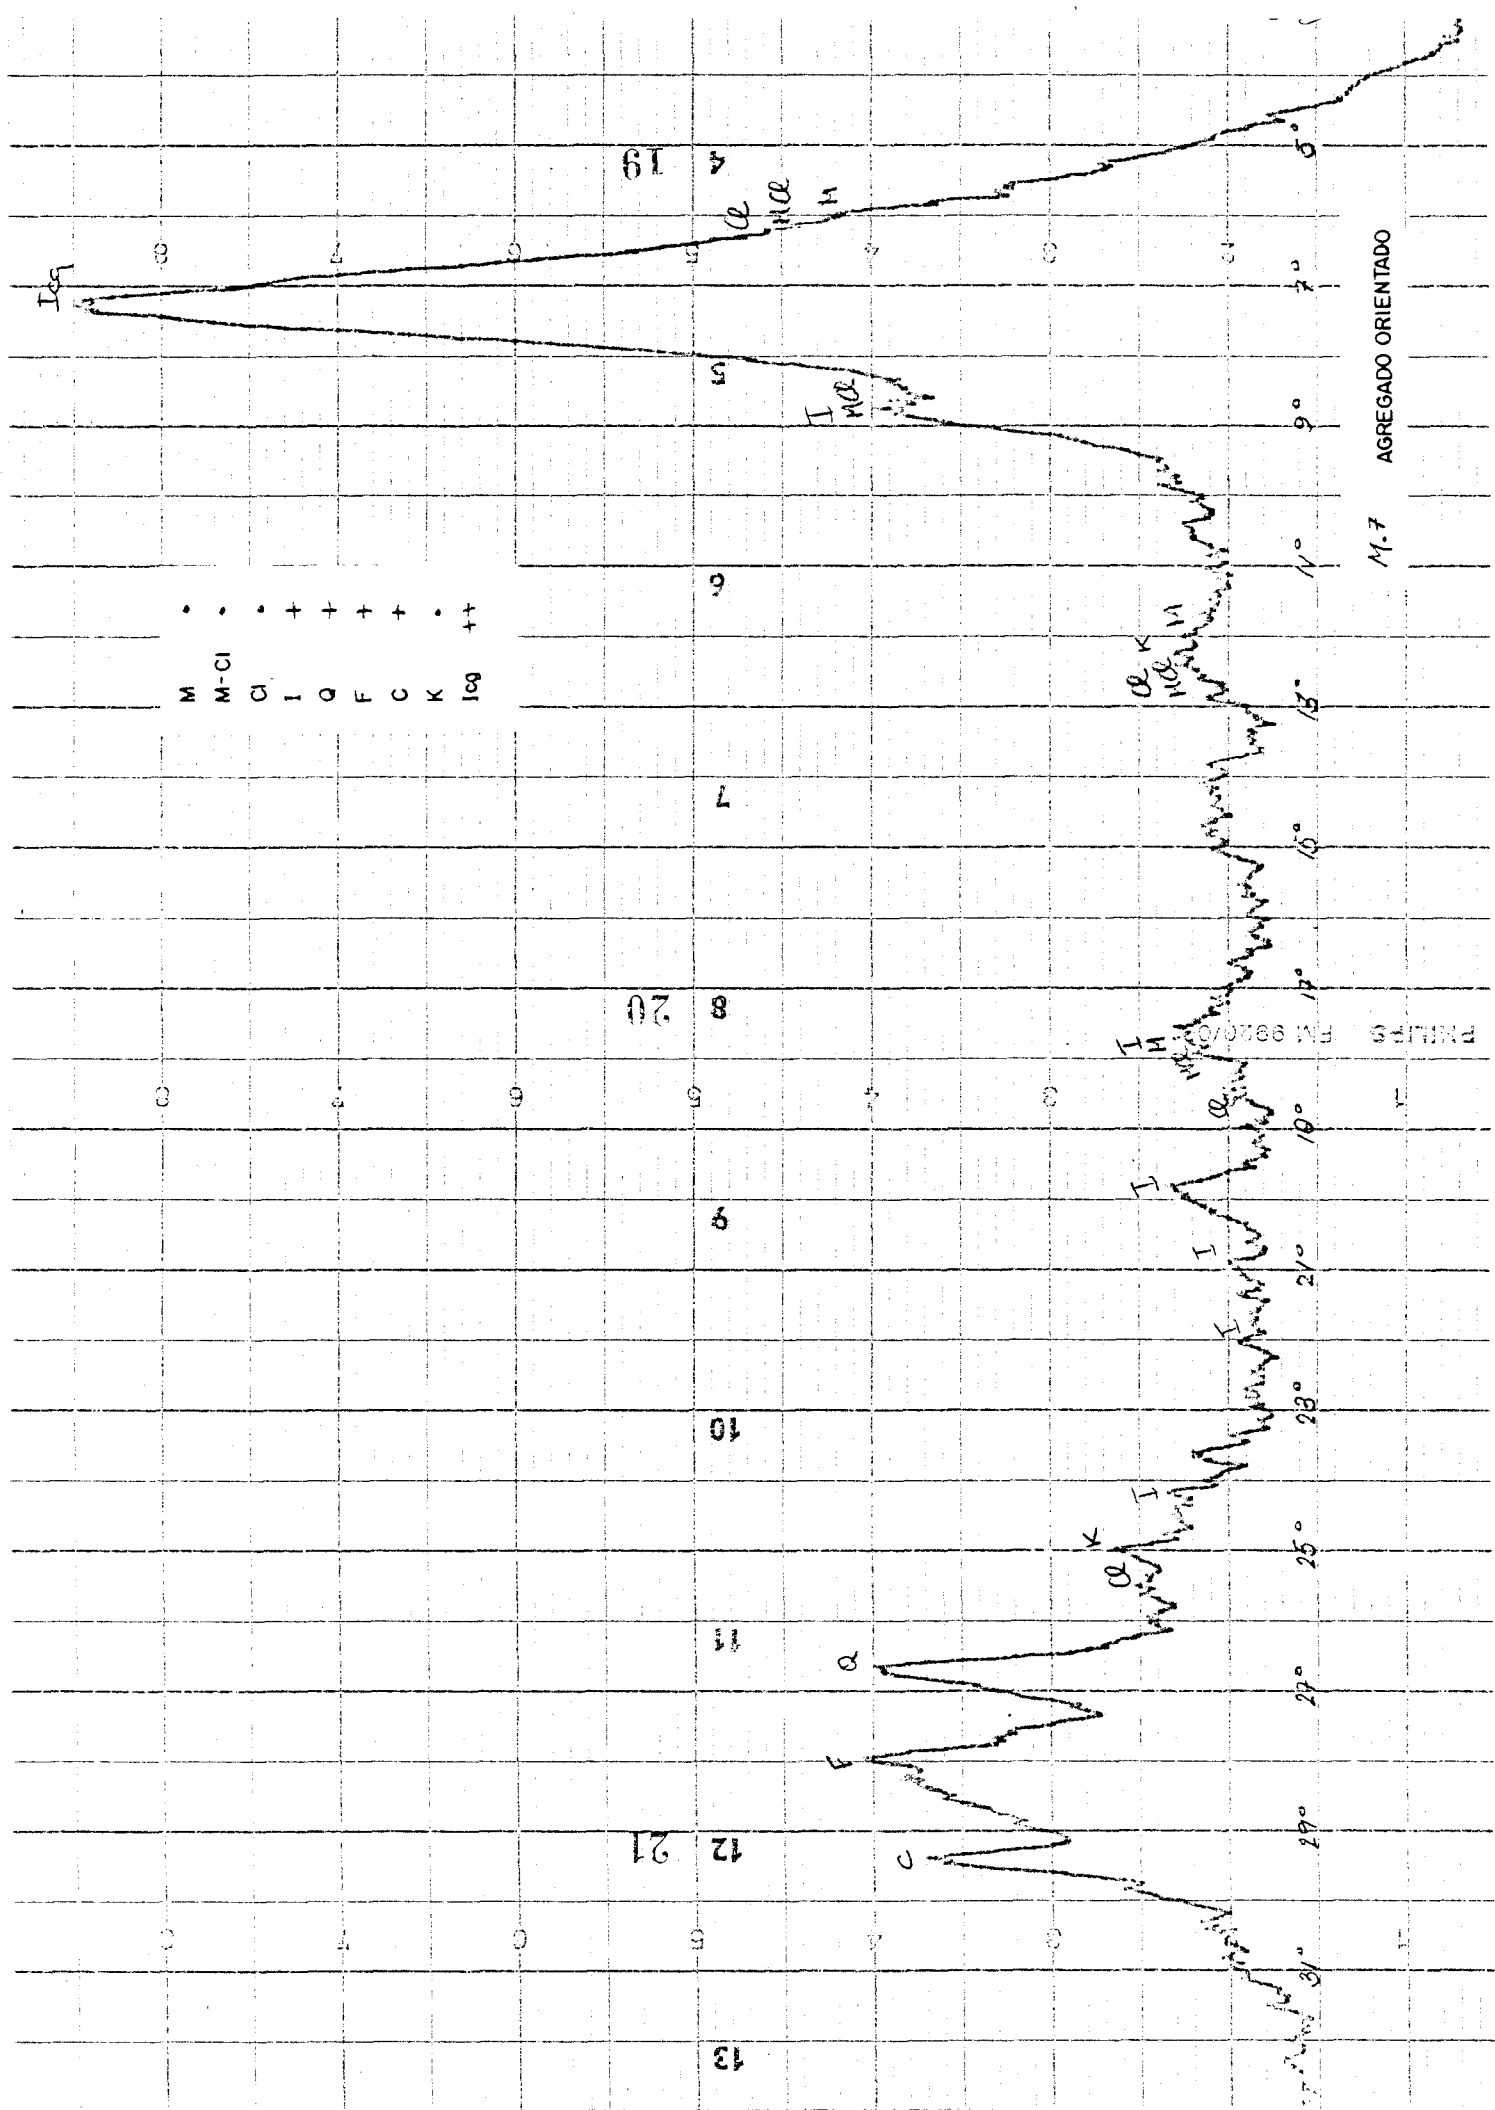 M •
M-Cl •
Cl •
I +
Q +
F +
C +
K •
Icg ++
C
F
Q
Cl
K
I
I
I
I
Cl
MCl
M
I
Cl
MCl
K
M
I
MCl
Icg
Cl
MCl
M
13
12
21
11
10
9
8
20
7
6
5
4
19
31°
29°
27°
25°
23°
21°
19°
17°
15°
13°
11°
9°
7°
5°
M.7 AGREGADO ORIENTADO
PHILIPS PM 9920/0